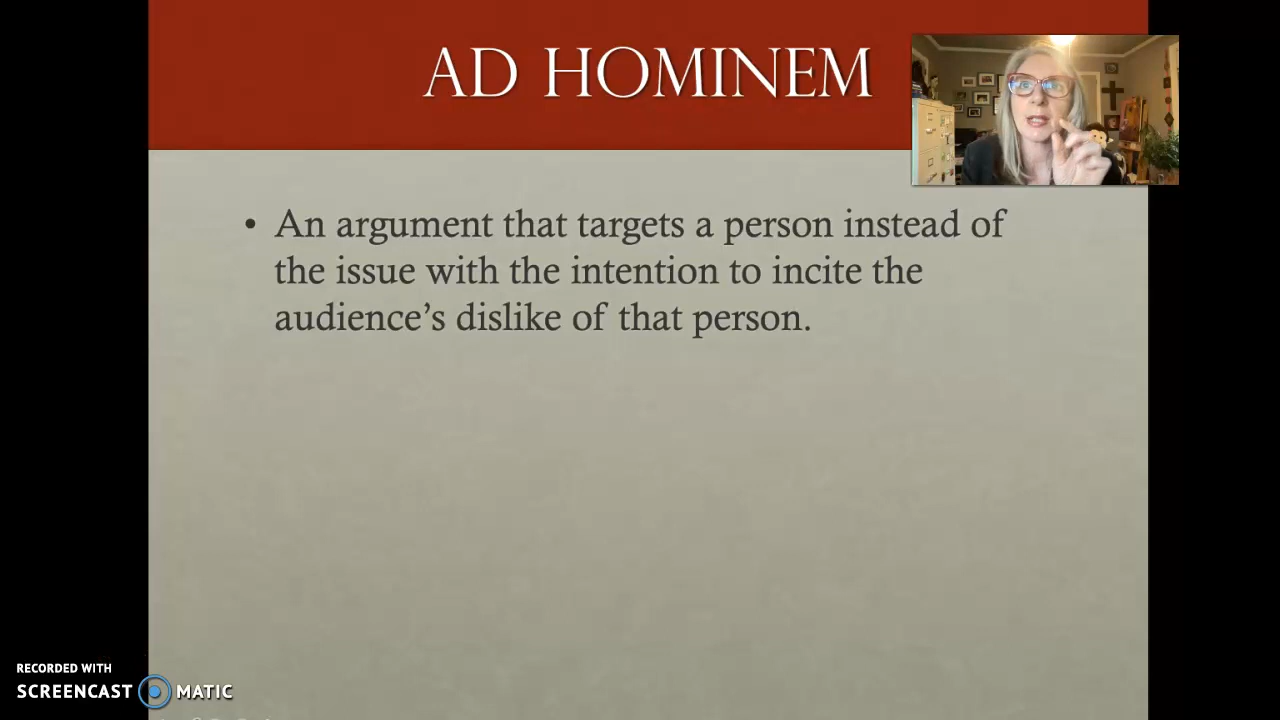 AD HOMINEM
• An argument that targets a person instead of
the issue with the intention to incite the
audience’s dislike of that person.
RECORDED WITH
SCREENCAST MATIC